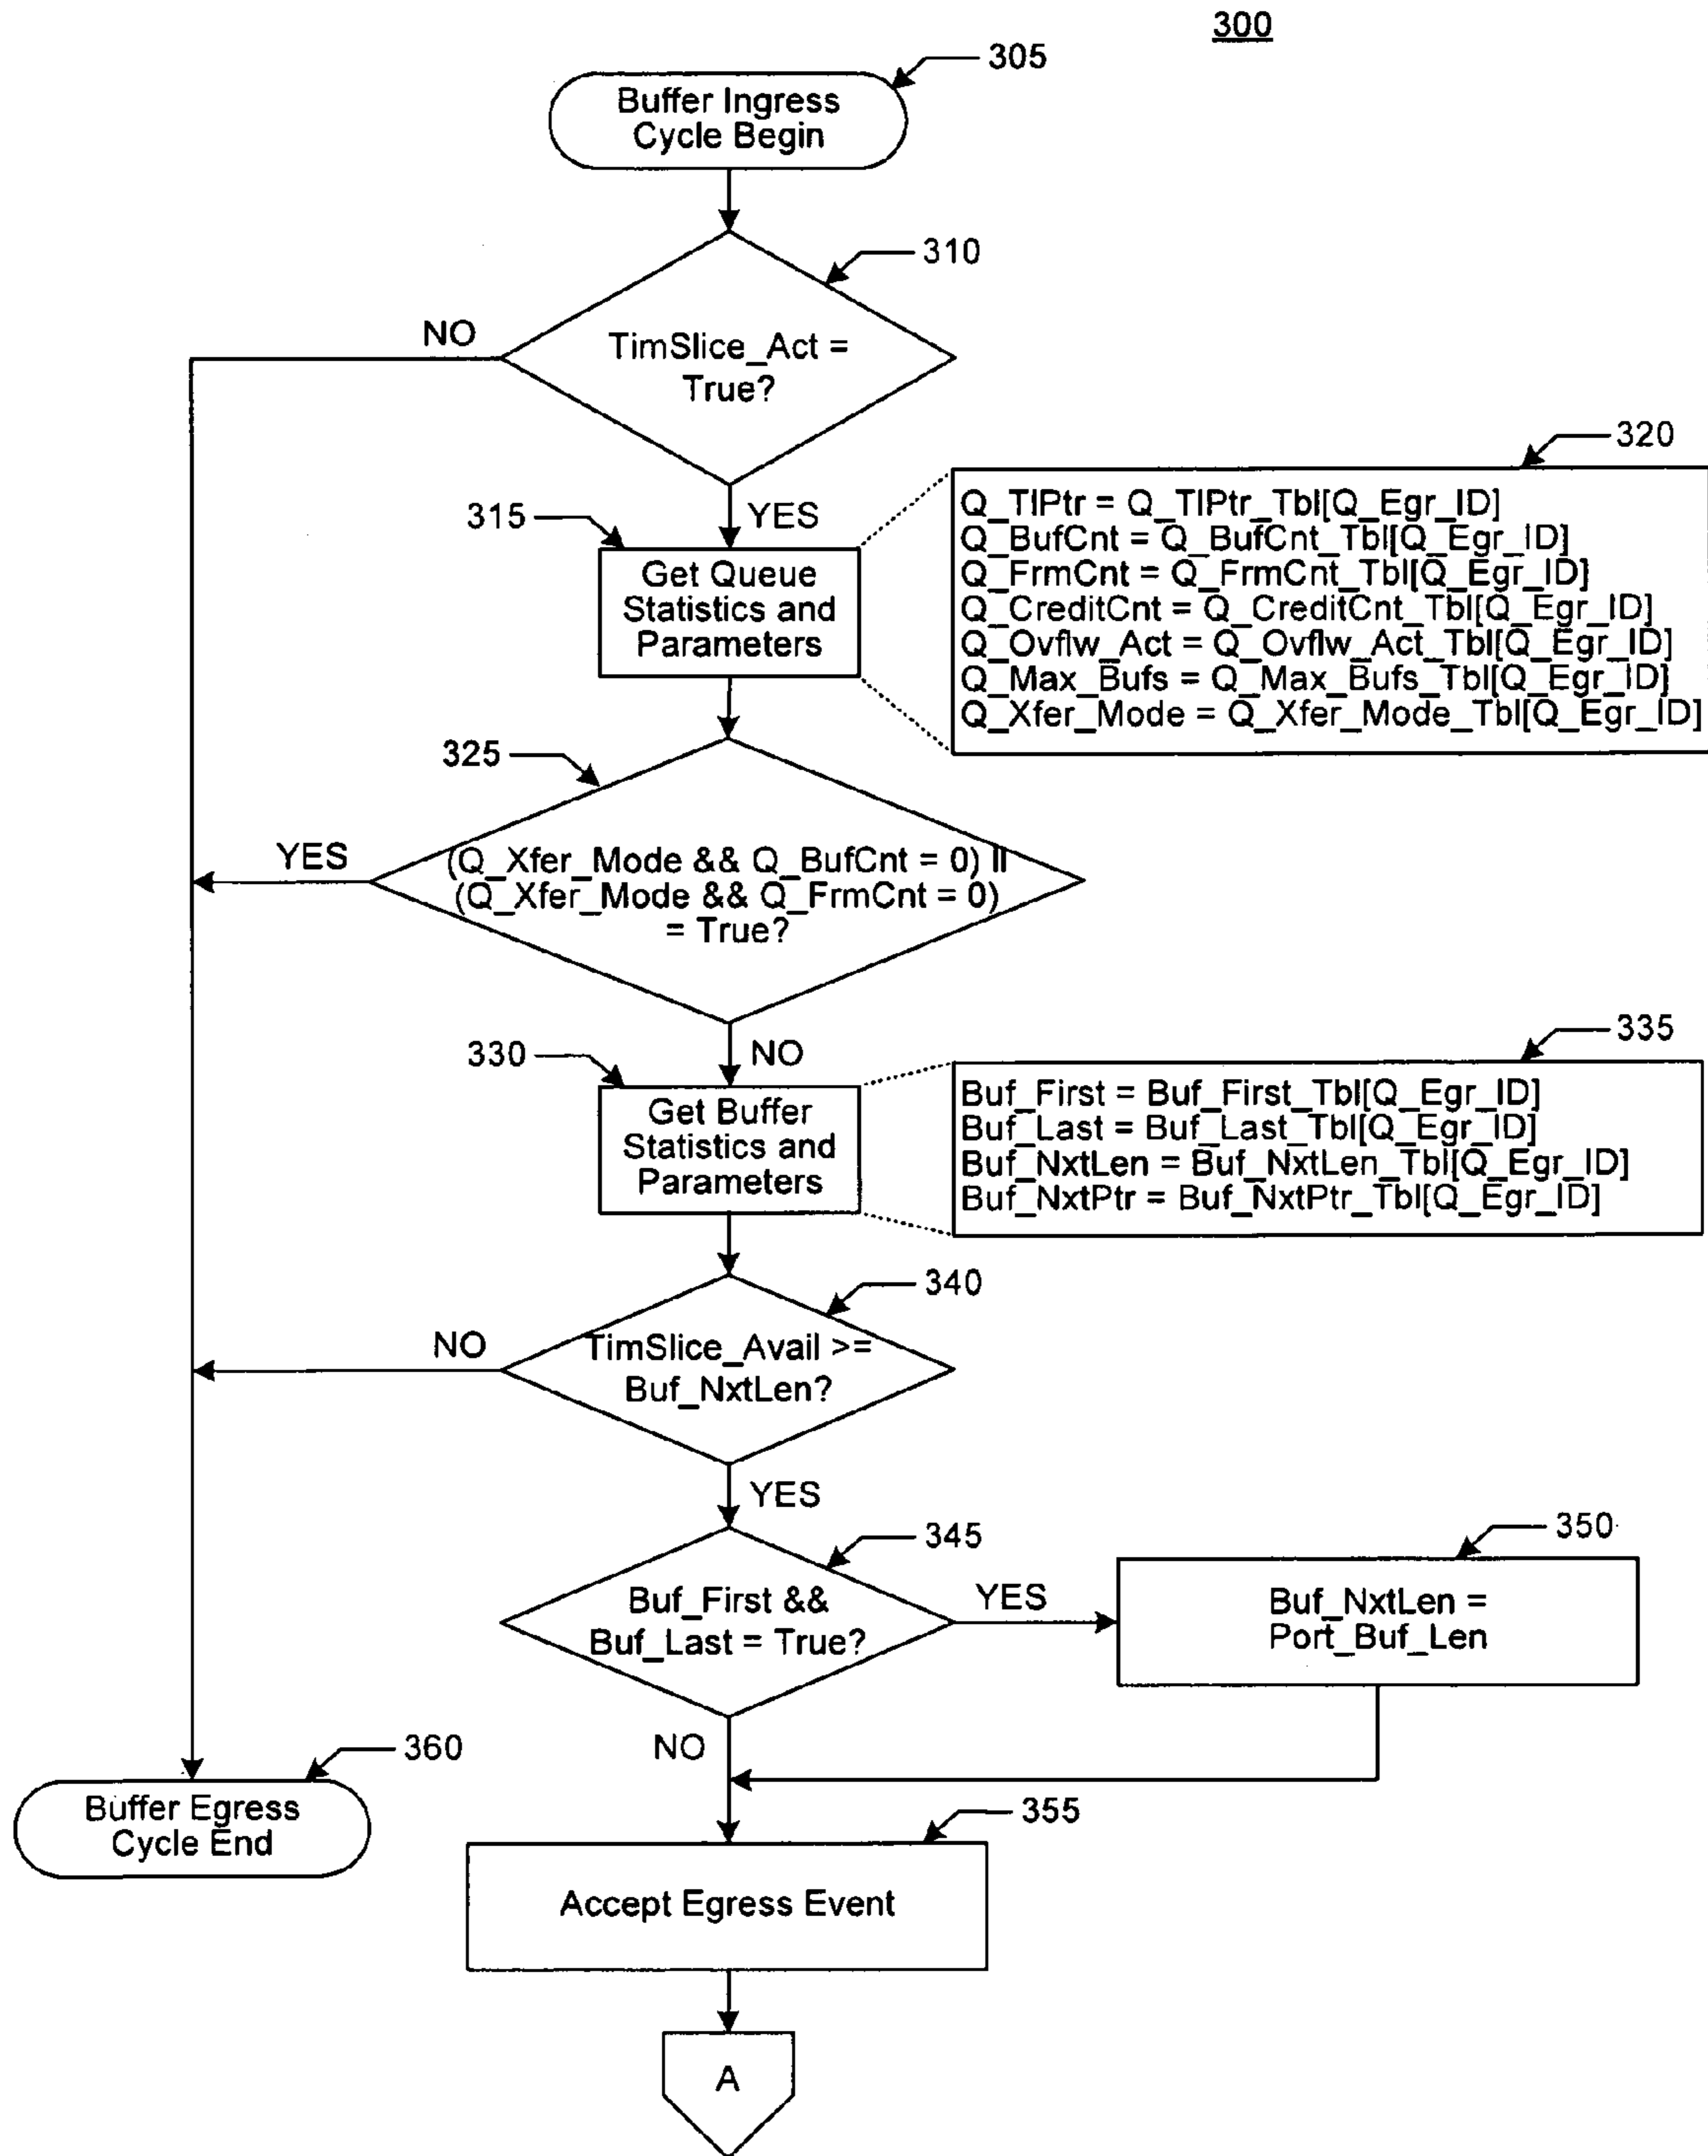 300
305
Buffer Ingress
Cycle Begin
310
NO
TimSlice_Act =
True?
320
315
YES
Get Queue
Statistics and
Parameters
Q_TlPtr = Q_TlPtr_Tbl[Q_Egr_ID]
Q_BufCnt = Q_BufCnt_Tbl[Q_Egr_ID]
Q_FrmCnt = Q_FrmCnt_Tbl[Q_Egr_ID]
Q_CreditCnt = Q_CreditCnt_Tbl[Q_Egr_ID]
Q_Ovflw_Act = Q_Ovflw_Act_Tbl[Q_Egr_ID]
Q_Max_Bufs = Q_Max_Bufs_Tbl[Q_Egr_ID]
Q_Xfer_Mode = Q_Xfer_Mode_Tbl[Q_Egr_ID]
325
YES
(Q_Xfer_Mode && Q_BufCnt = 0) ||
(Q_Xfer_Mode && Q_FrmCnt = 0)
= True?
335
330
NO
Get Buffer
Statistics and
Parameters
Buf_First = Buf_First_Tbl[Q_Egr_ID]
Buf_Last = Buf_Last_Tbl[Q_Egr_ID]
Buf_NxtLen = Buf_NxtLen_Tbl[Q_Egr_ID]
Buf_NxtPtr = Buf_NxtPtr_Tbl[Q_Egr_ID]
340
NO
TimSlice_Avail >=
Buf_NxtLen?
YES
345
350
Buf_First &&
Buf_Last = True?
YES
Buf_NxtLen =
Port_Buf_Len
NO
360
Buffer Egress
Cycle End
355
Accept Egress Event
A